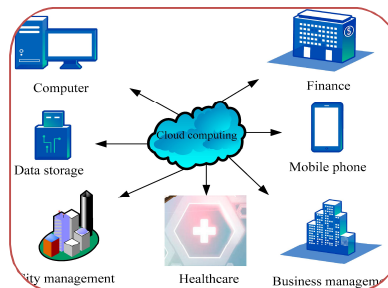 Computer
Finance
Cloud computing
Data storage
Mobile phone
ity management
Healthcare
Business managem